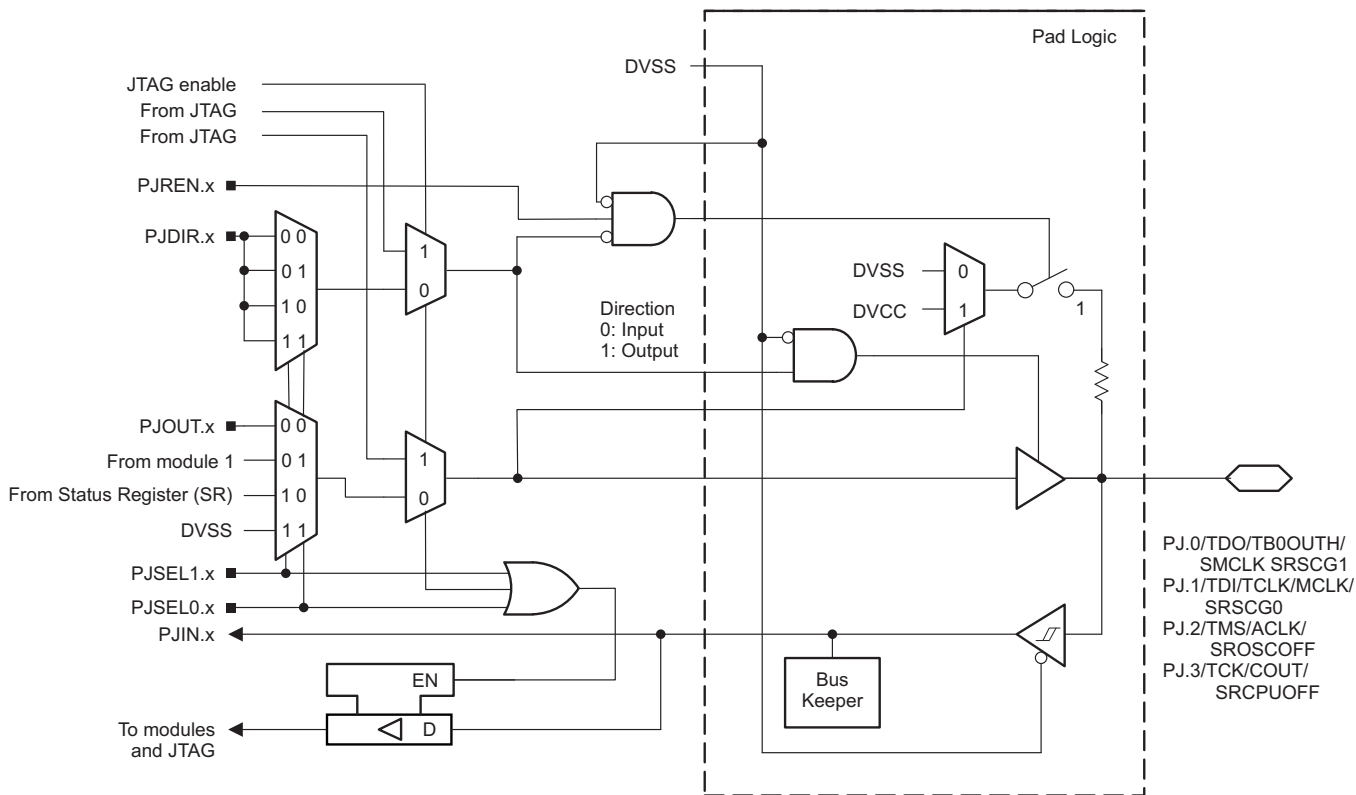 Pad Logic
DVSS
JTAG enable
From JTAG
From JTAG
PJREN.x
PJDIR.x
0 0
0 1
1 0
1 1
1
0
DVSS
DVCC
0
1
1
Direction
0: Input
1: Output
PJOUT.x
From module 1
From Status Register (SR)
DVSS
0 0
0 1
1 0
1 1
1
0
PJSEL1.x
PJSEL0.x
PJIN.x
EN
D
To modules
and JTAG
Bus
Keeper
PJ.0/TDO/TB0OUTH/
SMCLK SRSCG1
PJ.1/TDI/TCLK/MCLK/
SRSCG0
PJ.2/TMS/ACLK/
SROSCOFF
PJ.3/TCK/COUT/
SRCPUOFF